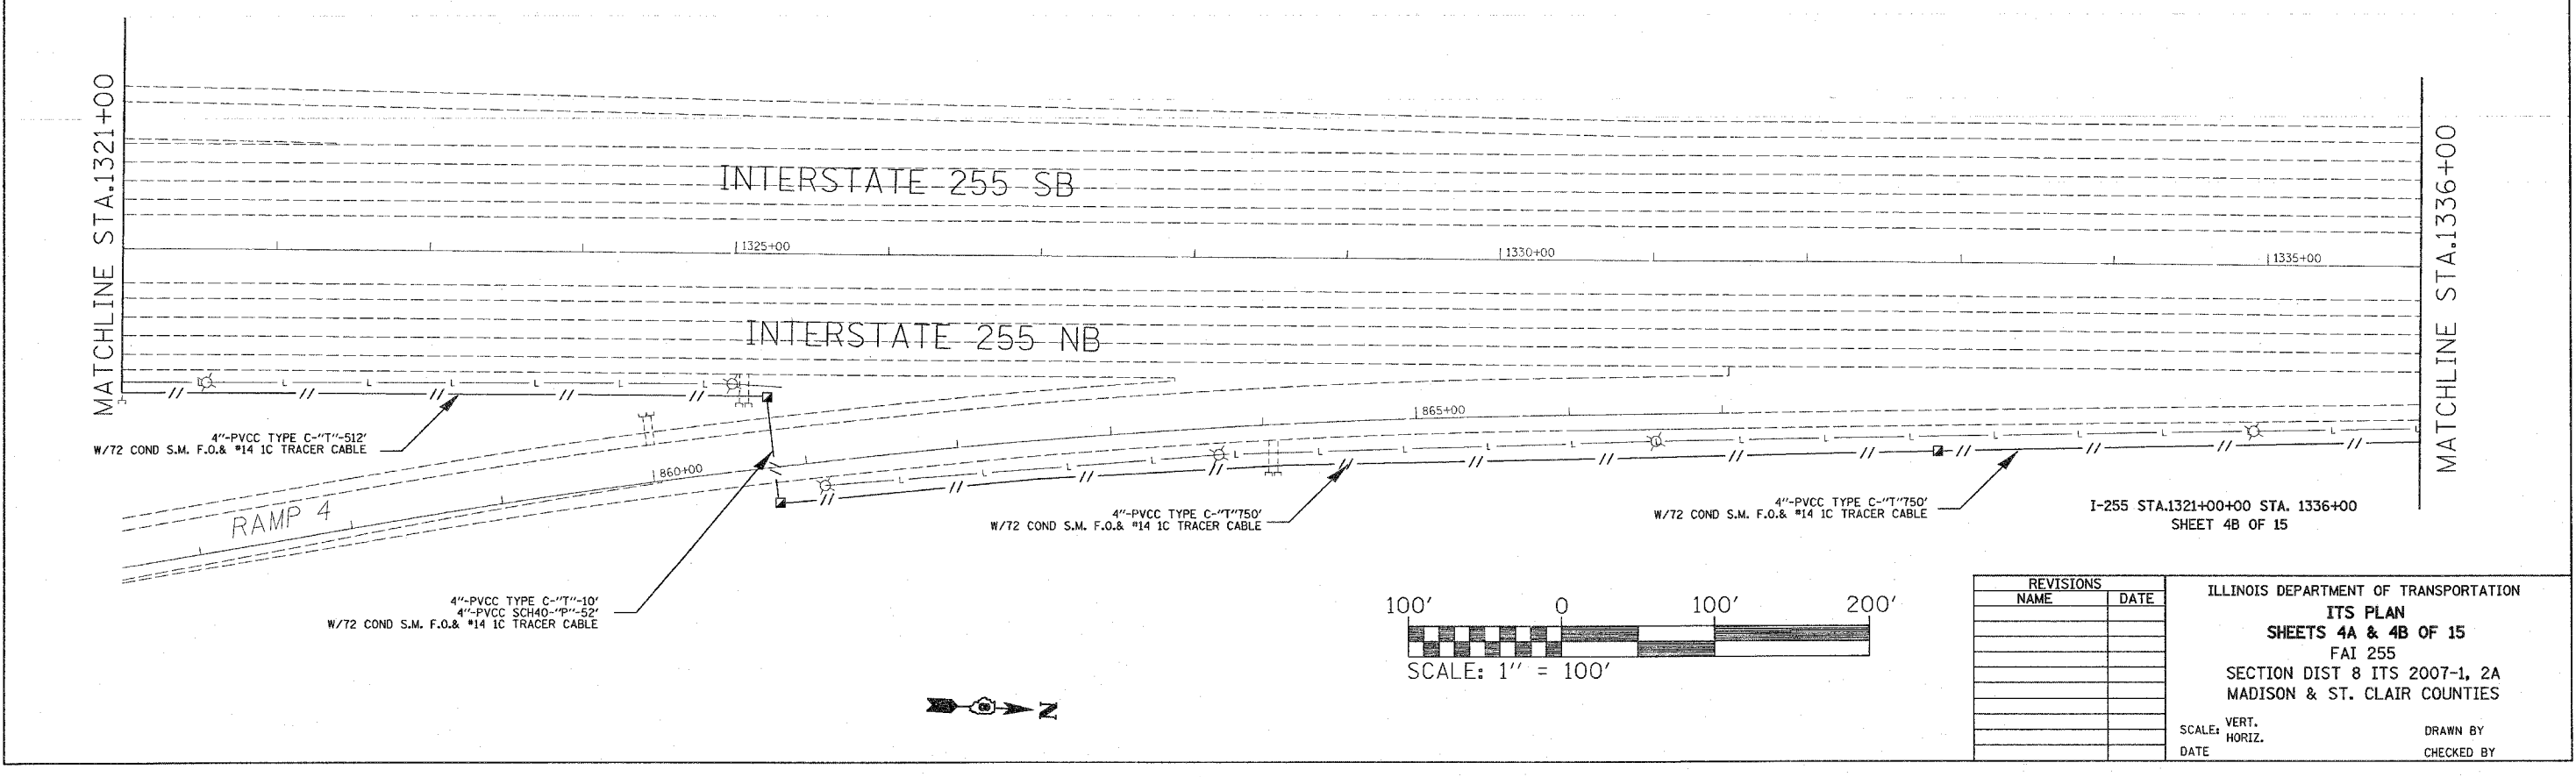 MATCHLINE STA.1321+00
INTERSTATE 255 SB
1325+00
1330+00
1335+00
MATCHLINE STA.1336+00
INTERSTATE 255 NB
865+00
860+00
RAMP 4
4"-PVCC TYPE C-"T"-512'
W/72 COND S.M. F.O.& #14 1C TRACER CABLE
4"-PVCC TYPE C-"T"750'
W/72 COND S.M. F.O.& #14 1C TRACER CABLE
4"-PVCC TYPE C-"T"750'
W/72 COND S.M. F.O.& #14 1C TRACER CABLE
I-255 STA.1321+00+00 STA. 1336+00
SHEET 4B OF 15
4"-PVCC TYPE C-"T"-10'
4"-PVCC SCH40-"P"-52'
W/72 COND S.M. F.O.& #14 1C TRACER CABLE
100' 0 100' 200'
SCALE: 1" = 100'
N
REVISIONS
NAME DATE
ILLINOIS DEPARTMENT OF TRANSPORTATION
ITS PLAN
SHEETS 4A & 4B OF 15
FAI 255
SECTION DIST 8 ITS 2007-1, 2A
MADISON & ST. CLAIR COUNTIES
SCALE: VERT.
HORIZ.
DRAWN BY
DATE
CHECKED BY